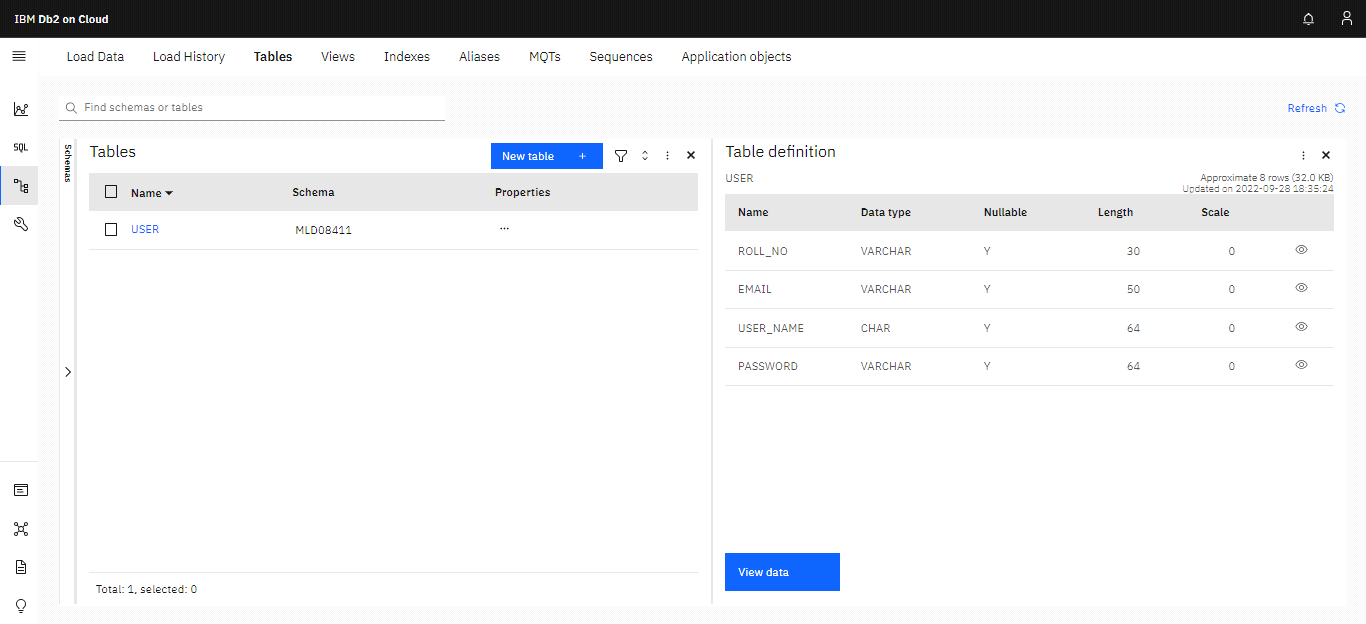 IBM Db2 on Cloud
Load Data Load History Tables Views Indexes Aliases MQTs Sequences Application objects
Find schemas or tables
Refresh
SQL
Schemas
Tables
New table +
Name Schema Properties
USER MLD08411 ...
Total: 1, selected: 0
Table definition
USER
Approximate 8 rows (32.0 KB)
Updated on 2022-09-28 18:35:24
Name Data type Nullable Length Scale
ROLL_NO VARCHAR Y 30 0
EMAIL VARCHAR Y 50 0
USER_NAME CHAR Y 64 0
PASSWORD VARCHAR Y 64 0
View data